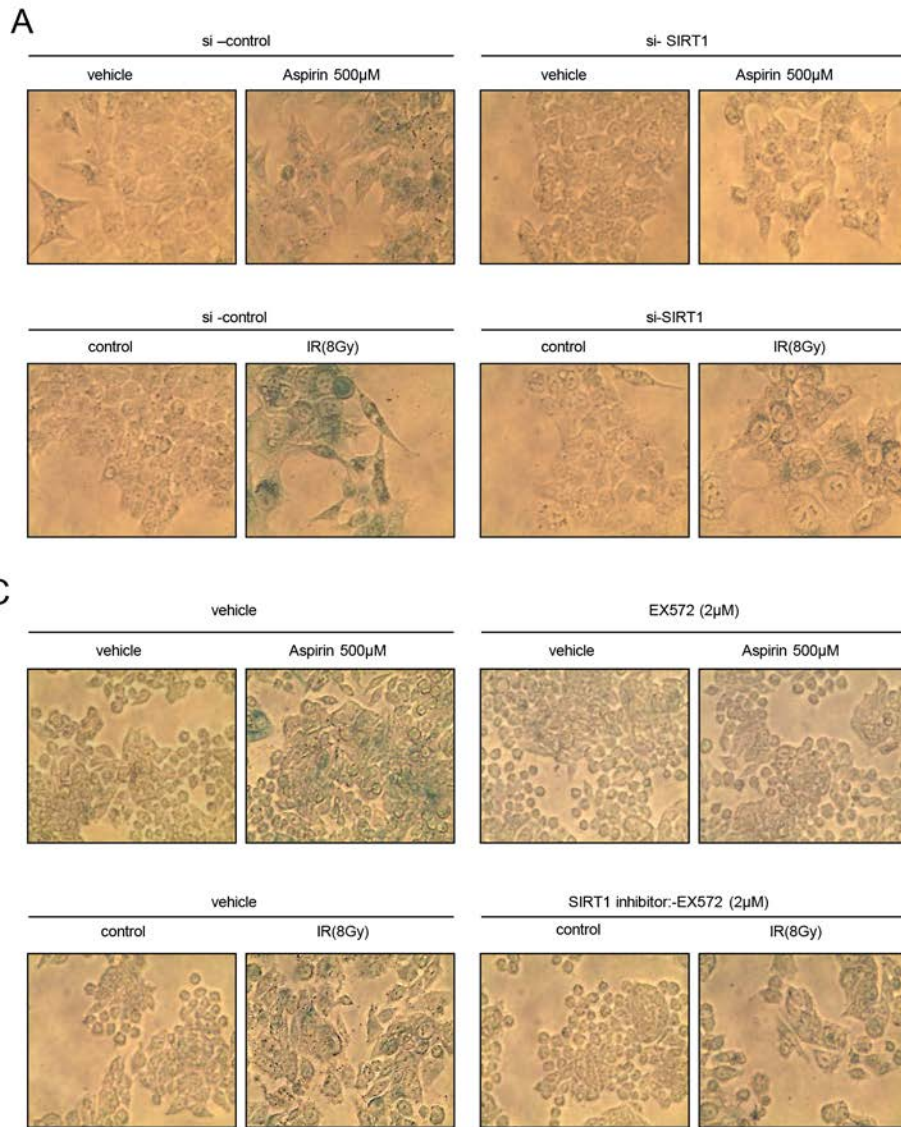 A
si –control si- SIRT1
vehicle Aspirin 500µM vehicle Aspirin 500µM
si -control si-SIRT1
control IR(8Gy) control IR(8Gy)
C
vehicle EX572 (2µM)
vehicle Aspirin 500µM vehicle Aspirin 500µM
vehicle SIRT1 inhibitor:-EX572 (2µM)
control IR(8Gy) control IR(8Gy)